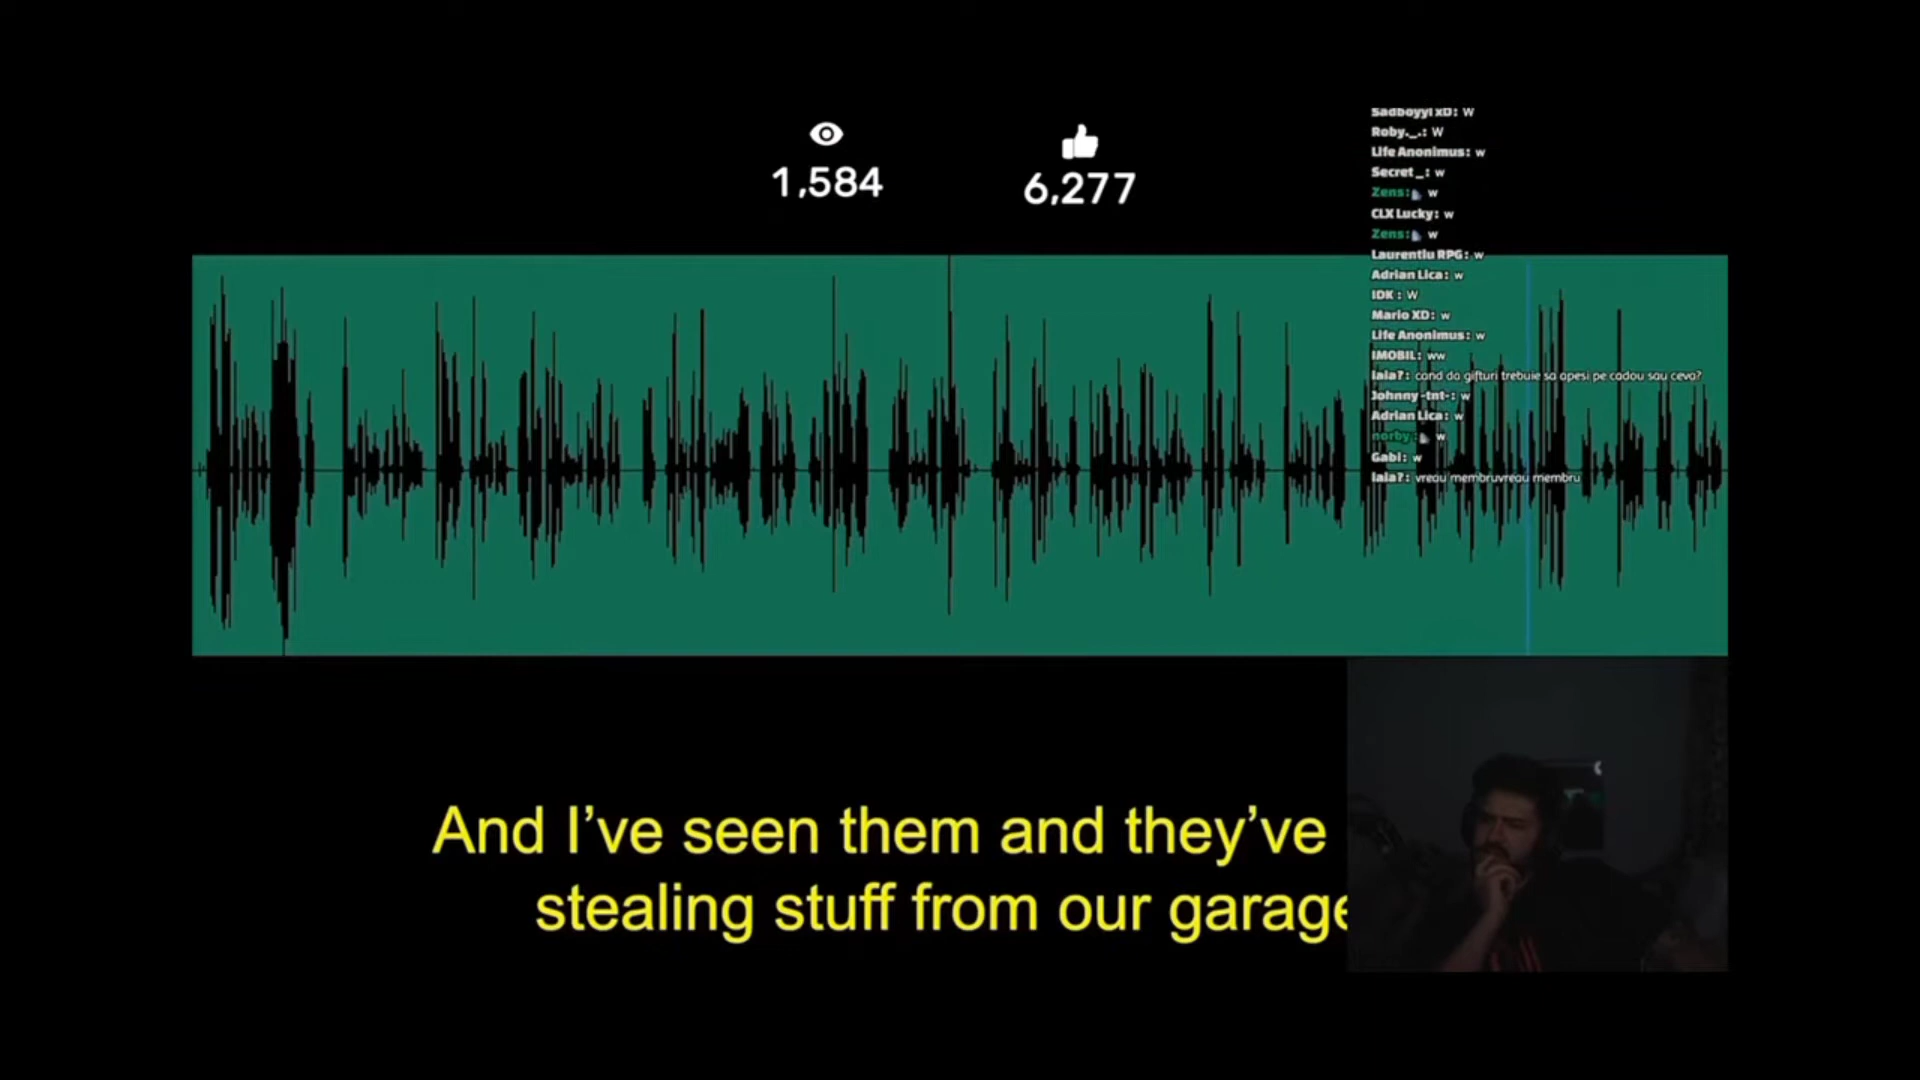 1,584
6,277
SadboyyI xD: W
Roby._.: W
Life Anonimus: w
Secret_: w
Zens: w
CLX Lucky: w
Zens: w
Laurentiu RPG: w
Adrian Lica: w
IDK: W
Mario XD: w
Life Anonimus: w
IMOBIL: ww
lala?: cand da gifturi trebuie sa apesi pe cadou sau ceva?
Johnny-tnt-: w
Adrian Lica: w
norby: w
Gabi: w
lala?: vreau membruvreau membru
And I’ve seen them and they’ve
stealing stuff from our garage